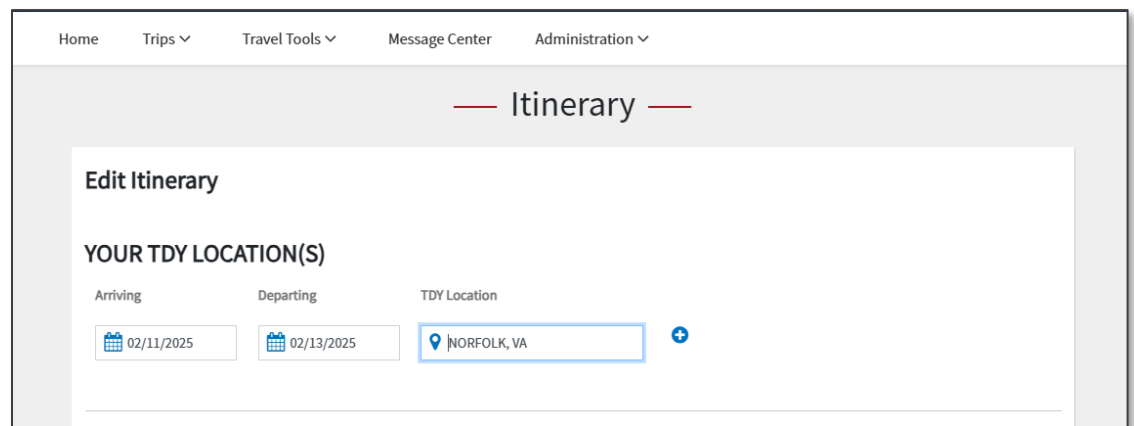 Home Trips Travel Tools Message Center Administration
Itinerary
Edit Itinerary
YOUR TDY LOCATION(S)
Arriving Departing TDY Location
02/11/2025 02/13/2025 NORFOLK, VA